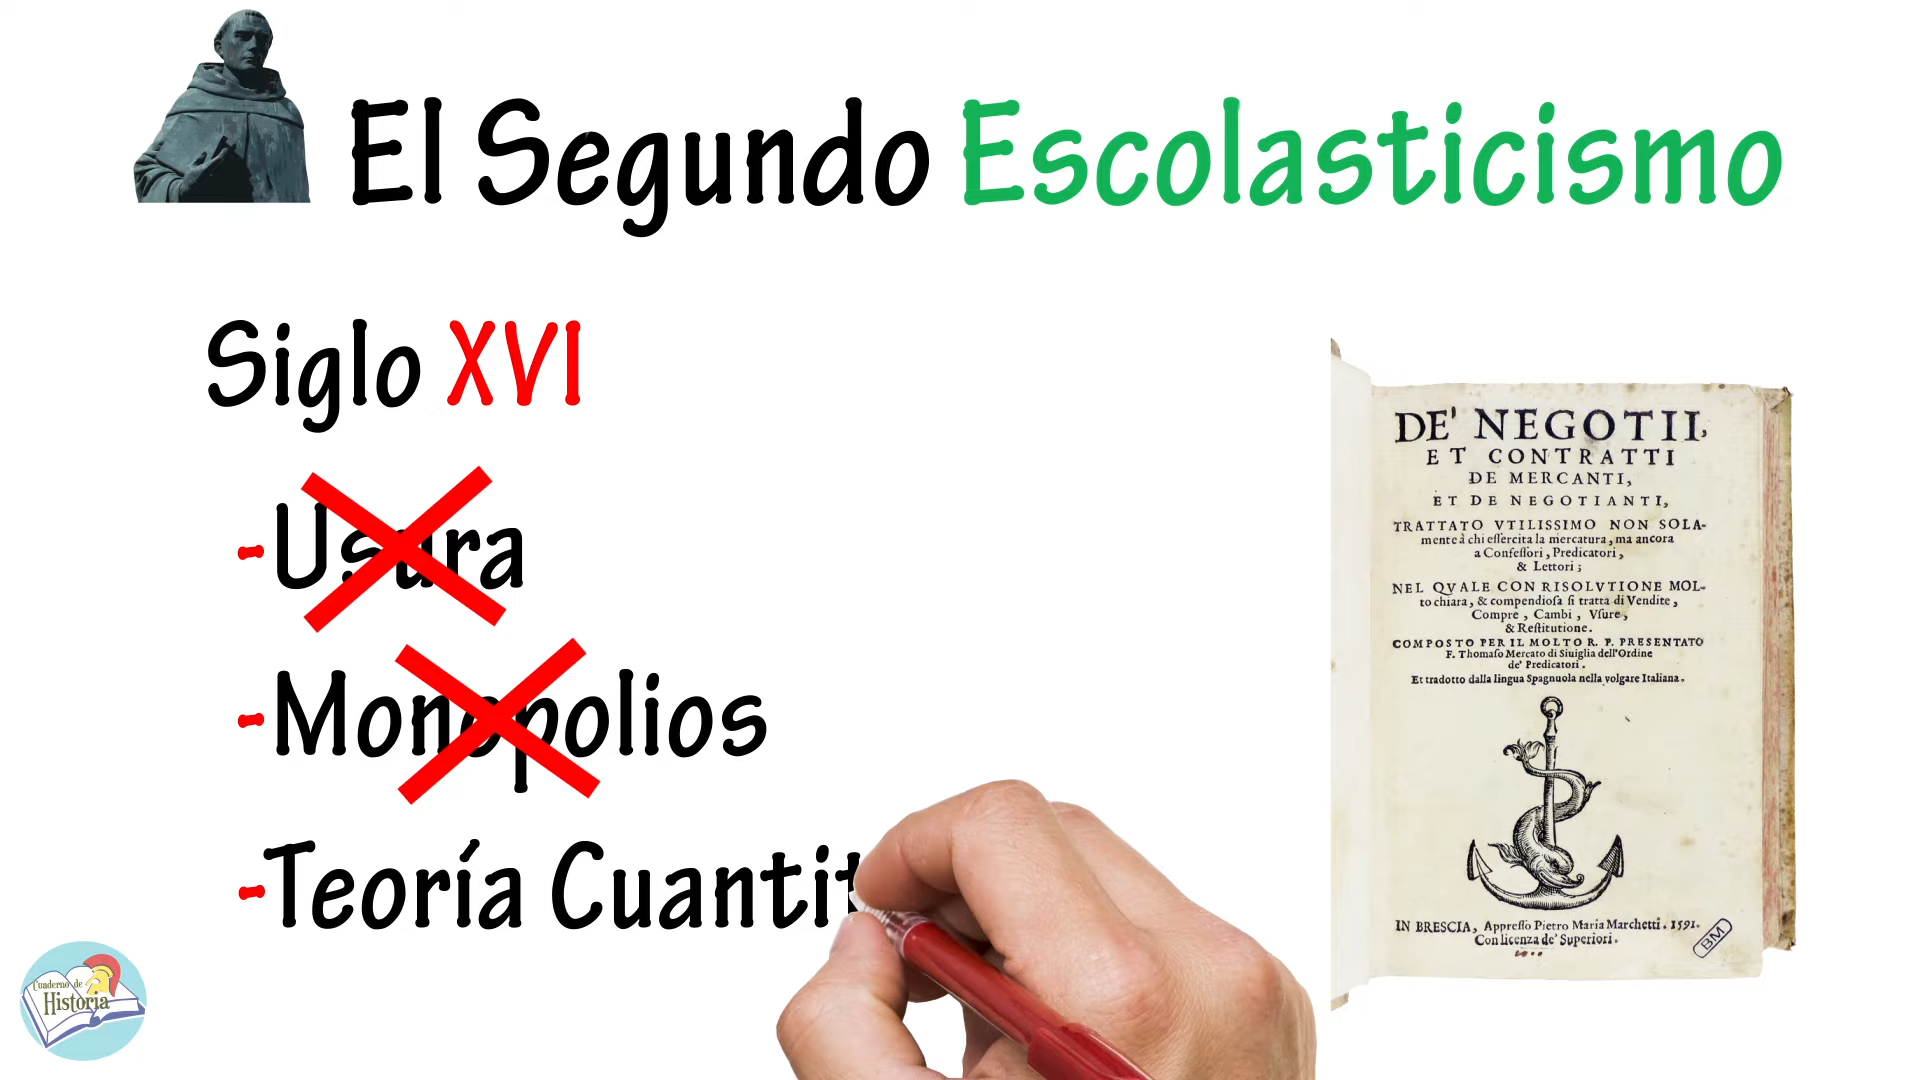 El Segundo Escolasticismo
Siglo XVI
-Usura
-Monopolios
-Teoría Cuantit
DE' NEGOTII,
ET CONTRATTI
DE MERCANTI,
ET DE NEGOTIANTI,
TRATTATO VTILISSIMO NON SOLA-
mente à chi eſſercita la mercatura, ma ancora
a Confeſſori, Predicatori,
& Lettori;
NEL QVALE CON RISOLVTIONE MOL-
to chiara, & compendioſa ſi tratta di Vendite,
Compre, Cambi, Vſure,
& Reſtitutione.
COMPOSTO PER IL MOLTO R. P. PRESENTATO
F. Thomaſo Mercato di Siuiglia dell'Ordine
de' Predicatori.
Et tradotto dalla lingua Spagnuola nella volgare Italiana.
IN BRESCIA, Appreſſo Pietro Maria Marchetti. 1591.
Con licenza de' Superiori.
BM
Cuaderno de
Historia